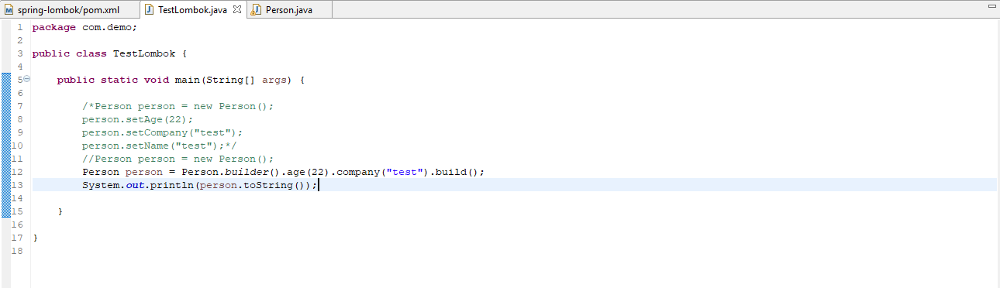 spring-lombok/pom.xml TestLombok.java Person.java
1 package com.demo;
2
3 public class TestLombok {
4
5 public static void main(String[] args) {
6
7 /*Person person = new Person();
8 person.setAge(22);
9 person.setCompany("test");
10 person.setName("test");*/
11 //Person person = new Person();
12 Person person = Person.builder().age(22).company("test").build();
13 System.out.println(person.toString());
14
15 }
16
17 }
18